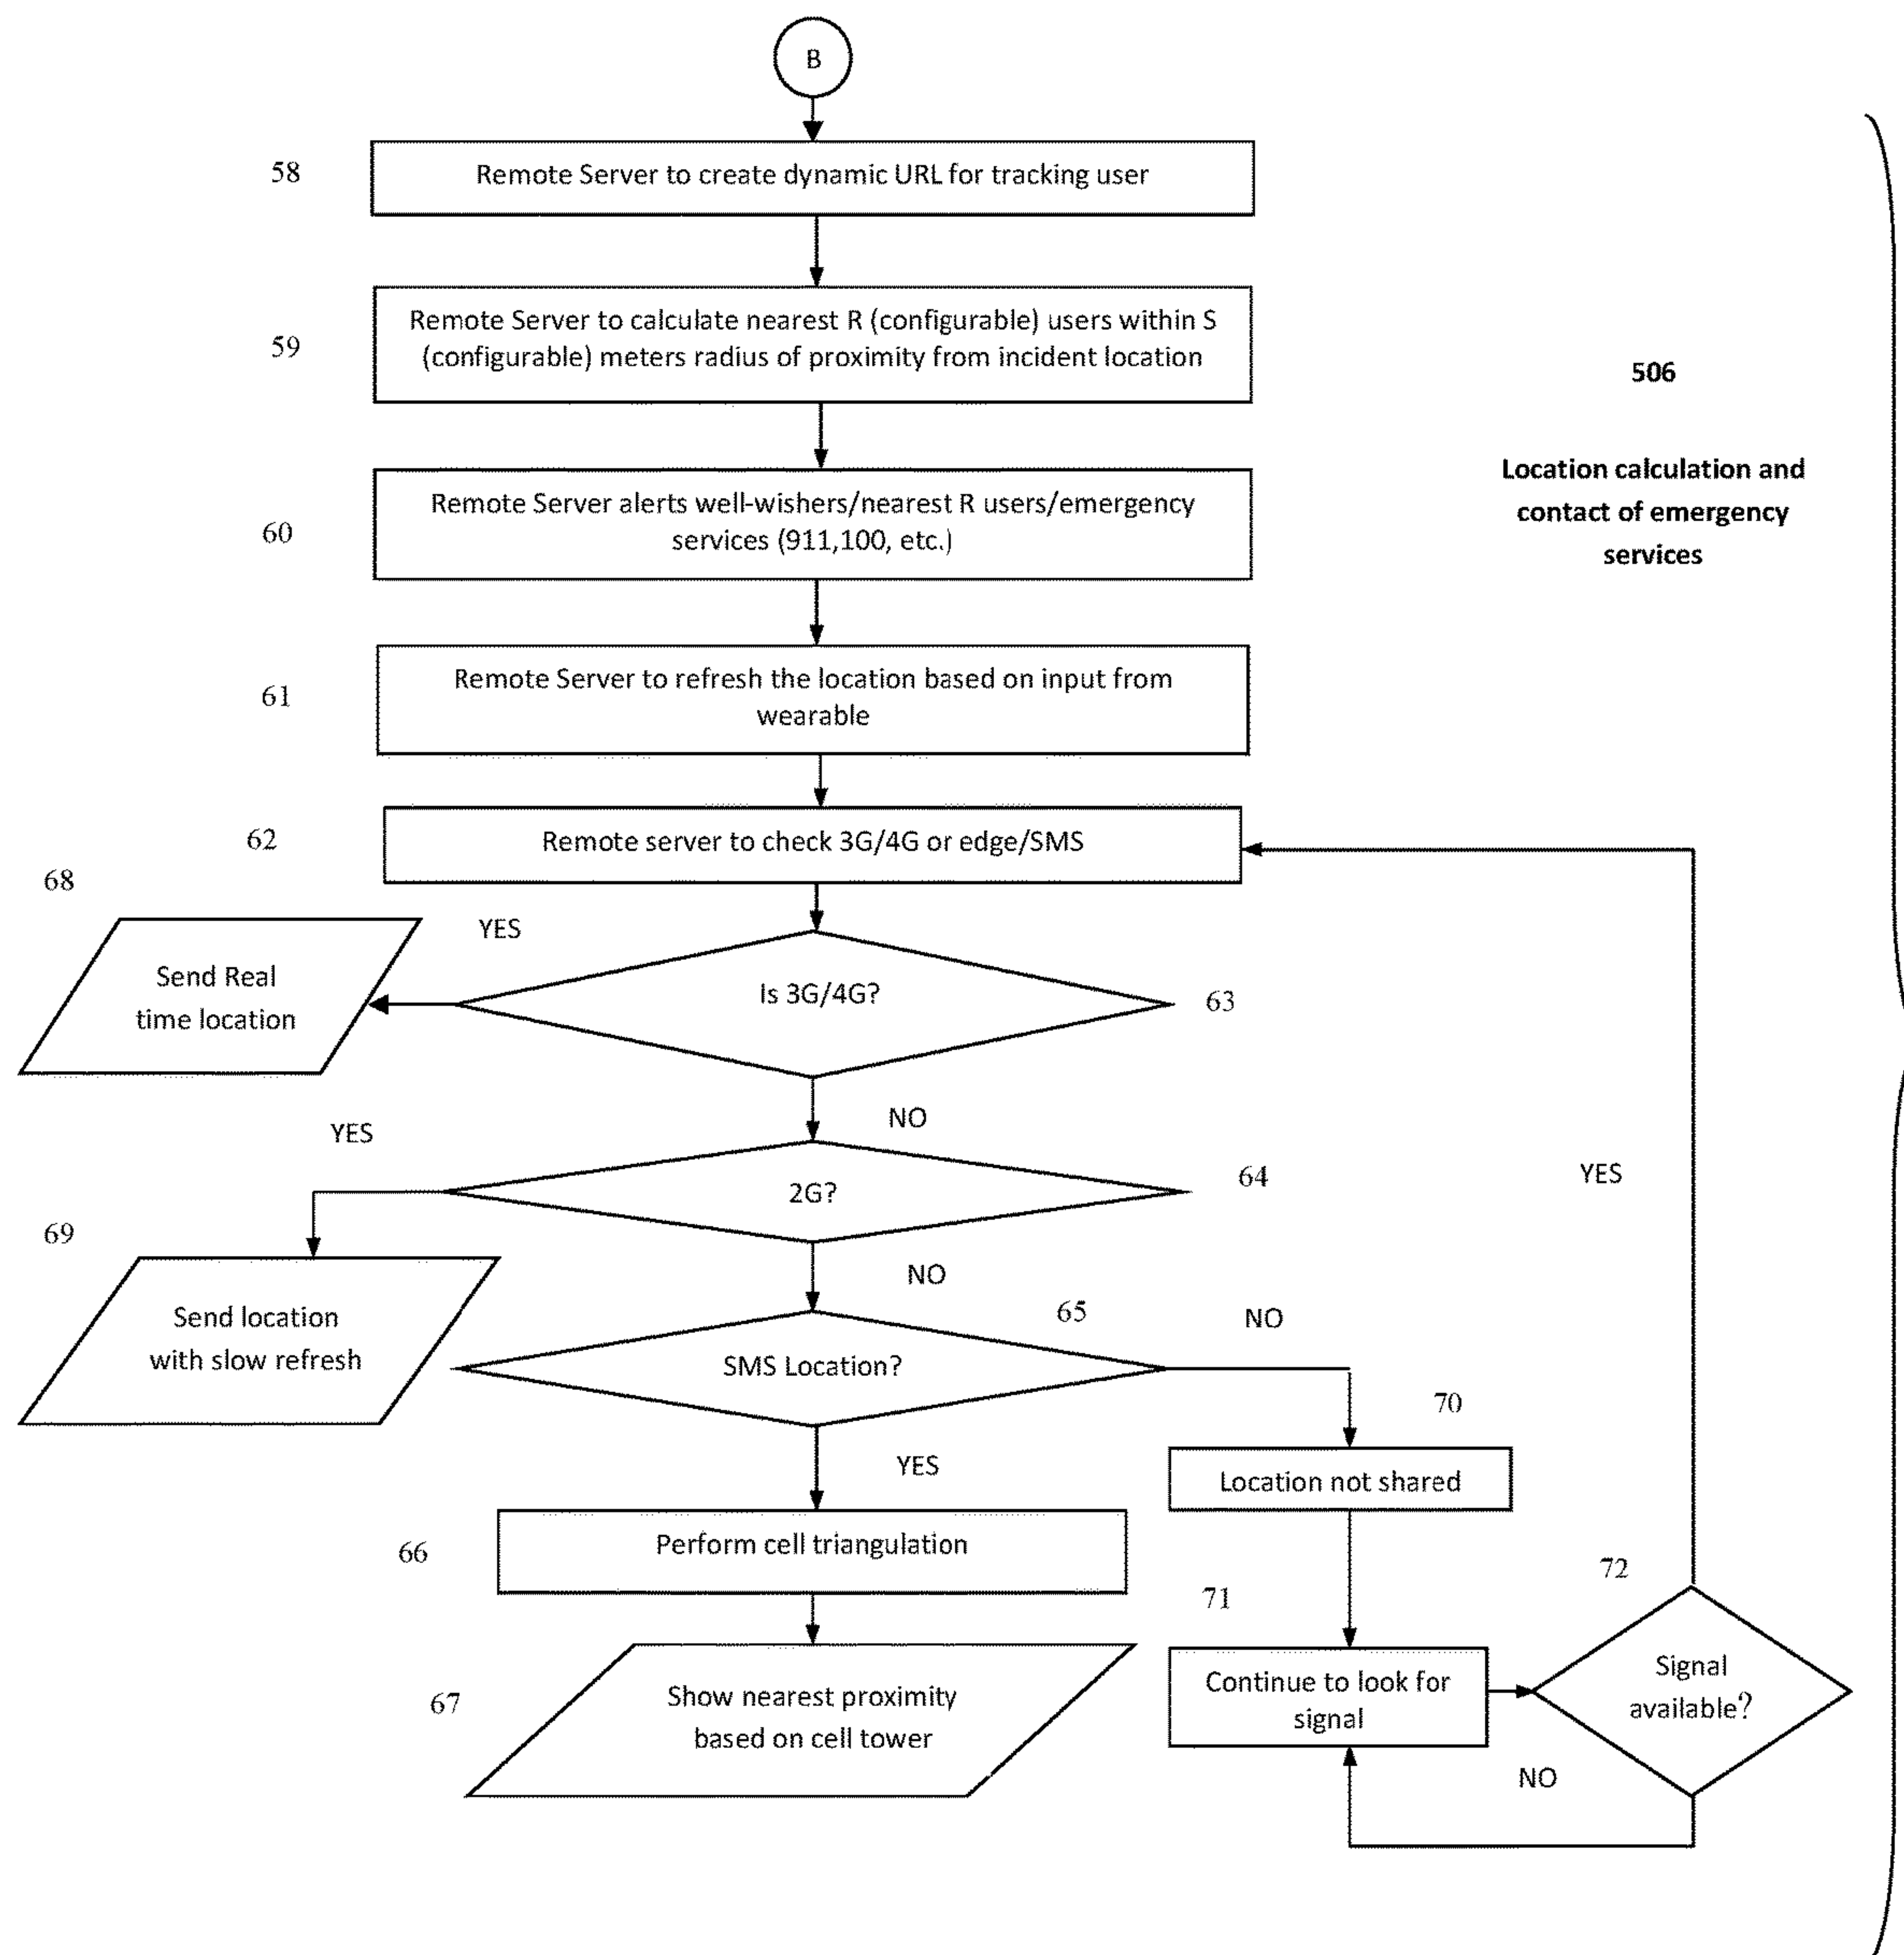 B
58
Remote Server to create dynamic URL for tracking user
59
Remote Server to calculate nearest R (configurable) users within S
(configurable) meters radius of proximity from incident location
506
Location calculation and
contact of emergency
services
60
Remote Server alerts well-wishers/nearest R users/emergency
services (911,100, etc.)
61
Remote Server to refresh the location based on input from
wearable
62
Remote server to check 3G/4G or edge/SMS
68
YES
Send Real
time location
Is 3G/4G?
63
NO
YES
2G?
64
YES
69
Send location
with slow refresh
NO
65
NO
SMS Location?
70
YES
Location not shared
66
Perform cell triangulation
72
71
67
Show nearest proximity
based on cell tower
Continue to look for
signal
Signal
available?
NO